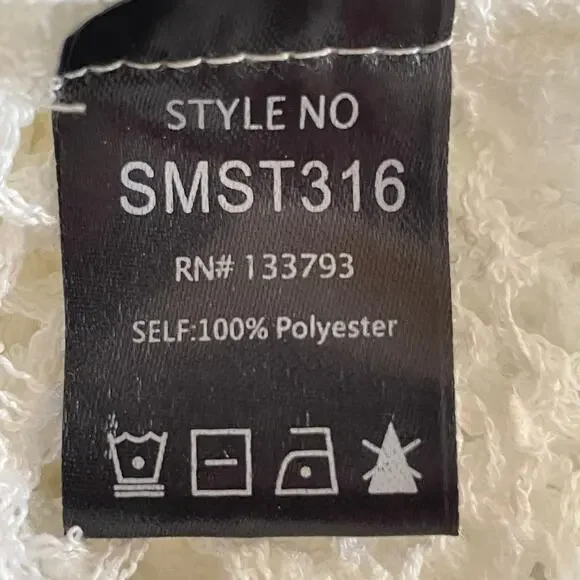 STYLE NO
SMST316
RN# 133793
SELF:100% Polyester